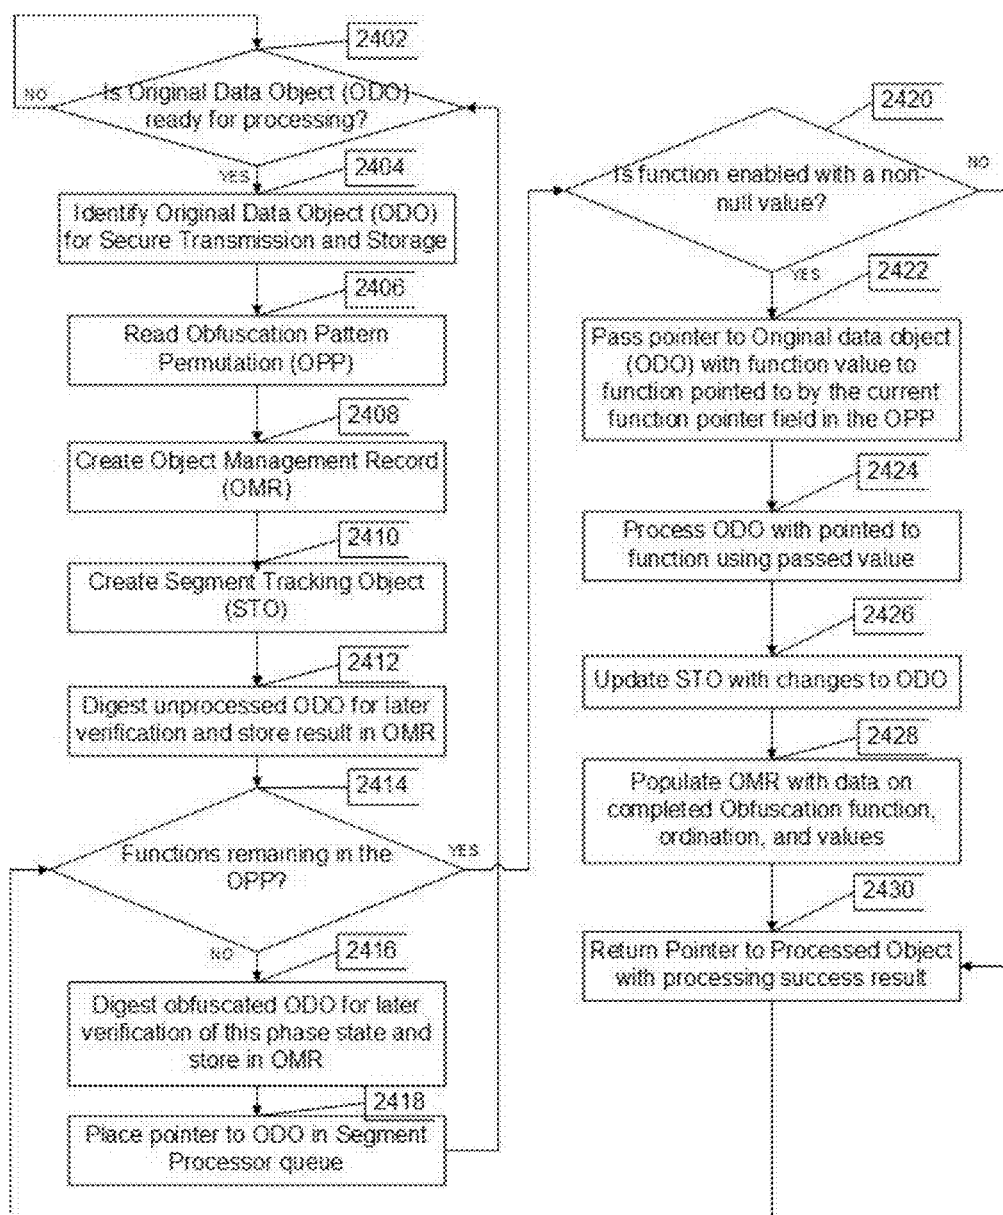 2402
Is Original Data Object (ODO)
ready for processing?
NO
YES
2404
Identify Original Data Object (ODO)
for Secure Transmission and Storage
2406
Read Obfuscation Pattern
Permutation (OPP)
2408
Create Object Management Record
(OMR)
2410
Create Segment Tracking Object
(STO)
2412
Digest unprocessed ODO for later
verification and store result in OMR
2414
Functions remaining in the
OPP?
YES
NO
2416
Digest obfuscated ODO for later
verification of this phase state and
store in OMR
2418
Place pointer to ODO in Segment
Processor queue
2420
Is function enabled with a non-
null value?
NO
YES
2422
Pass pointer to Original data object
(ODO) with function value to
function pointed to by the current
function pointer field in the OPP
2424
Process ODO with pointed to
function using passed value
2426
Update STO with changes to ODO
2428
Populate OMR with data on
completed Obfuscation function,
ordination, and values
2430
Return Pointer to Processed Object
with processing success result